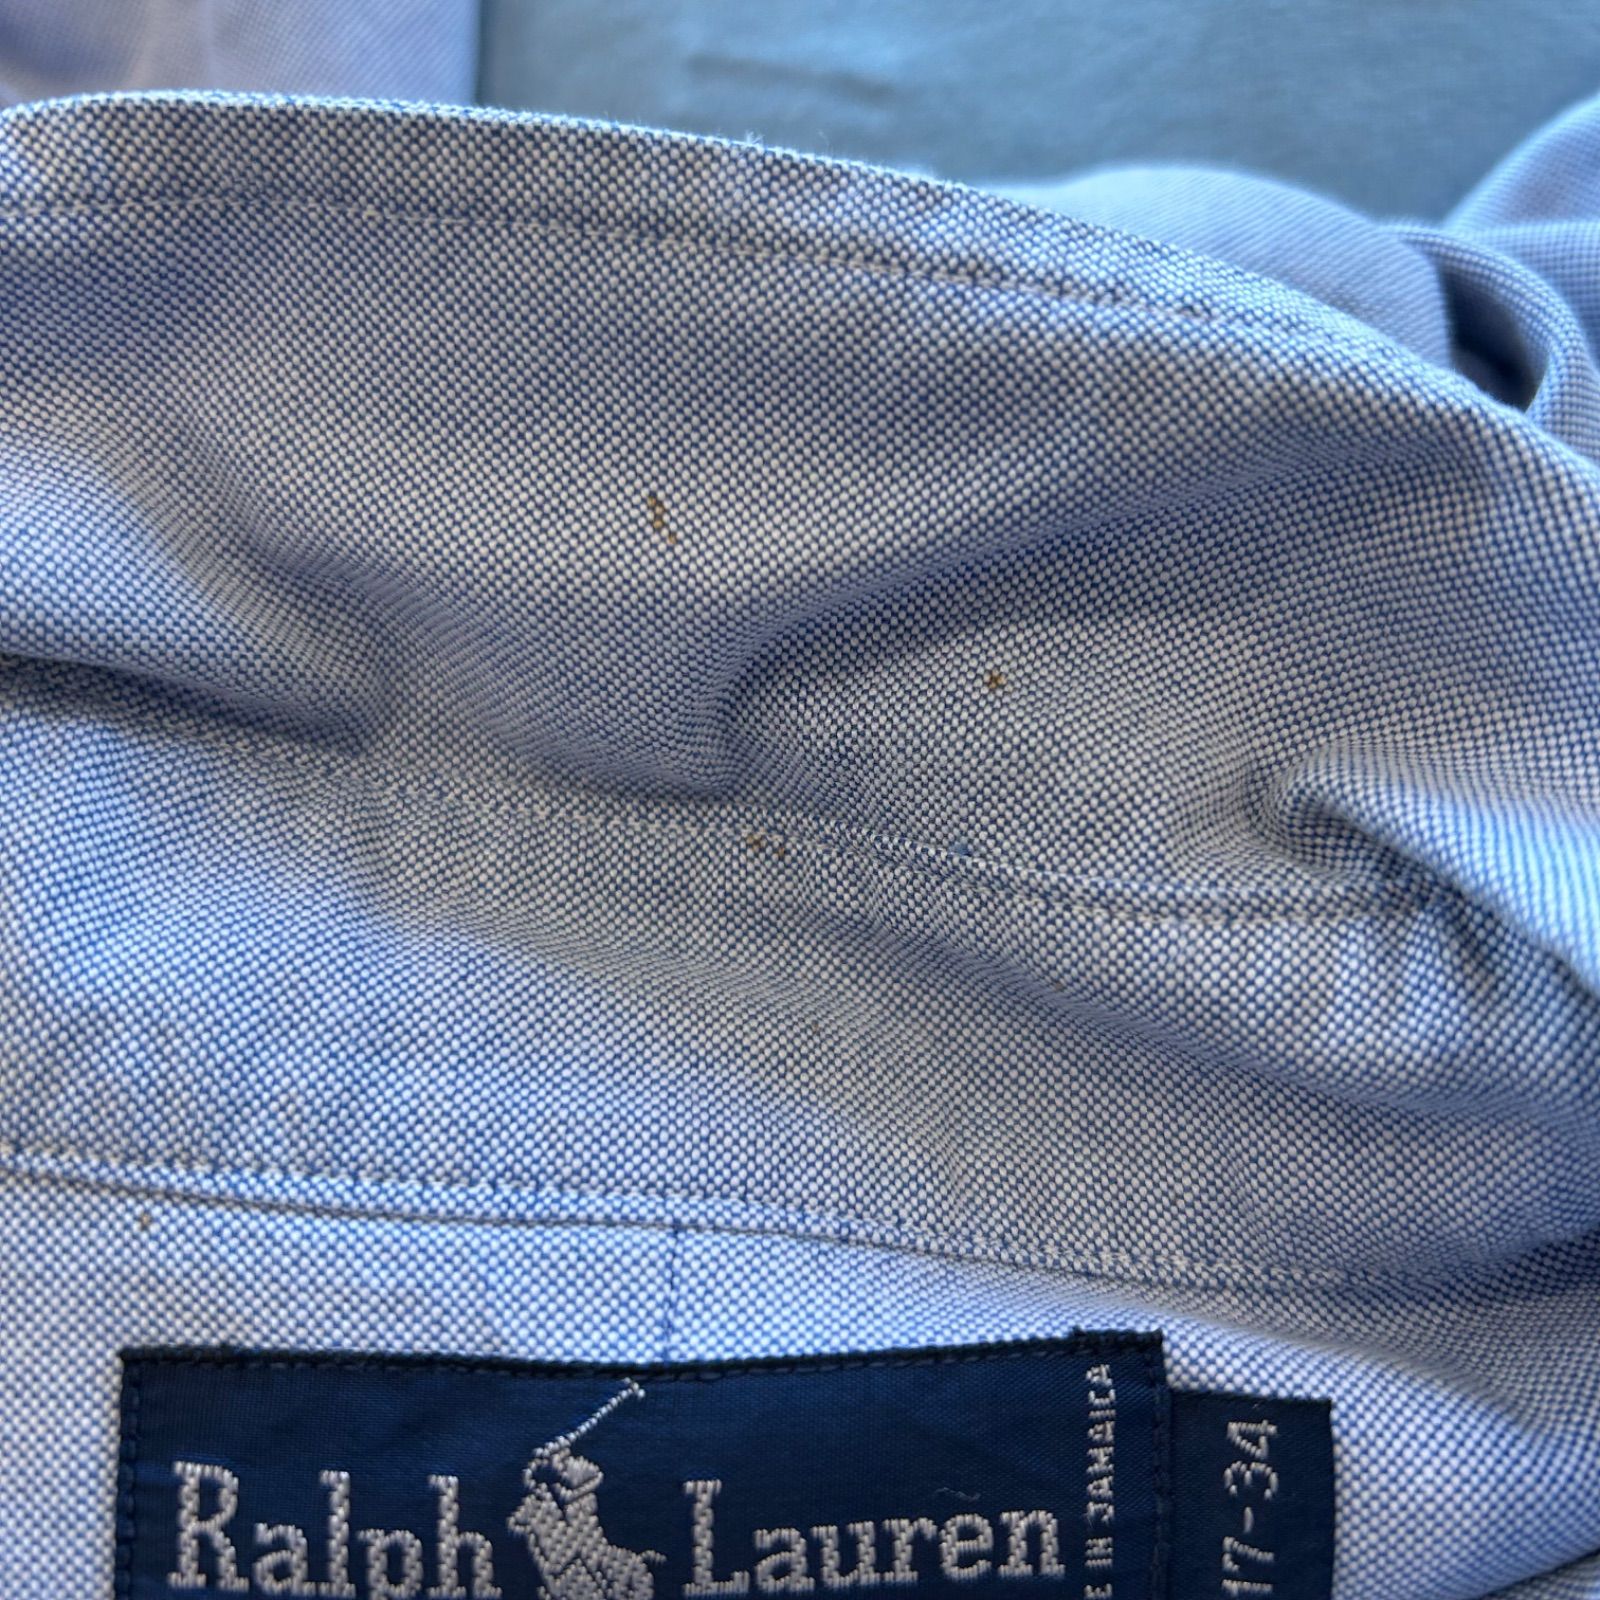 Ralph Lauren
E IN JAMAICA
17-34